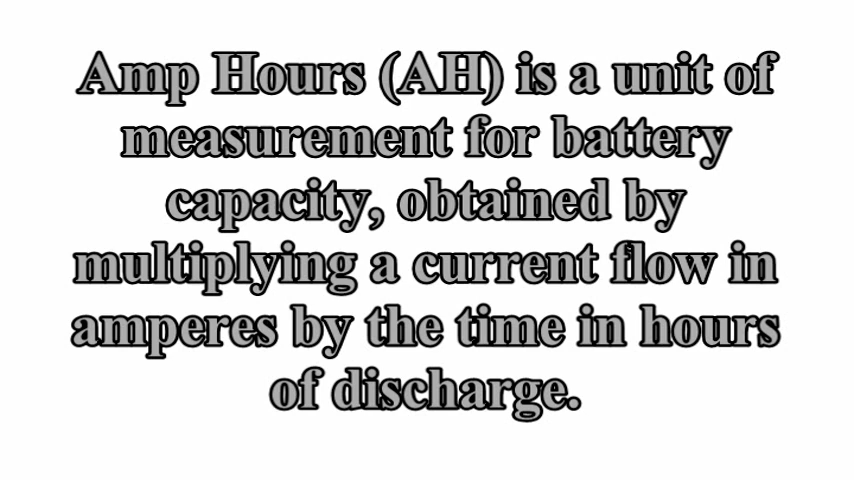 Amp Hours (AH) is a unit of
measurement for battery
capacity, obtained by
multiplying a current flow in
amperes by the time in hours
of discharge.